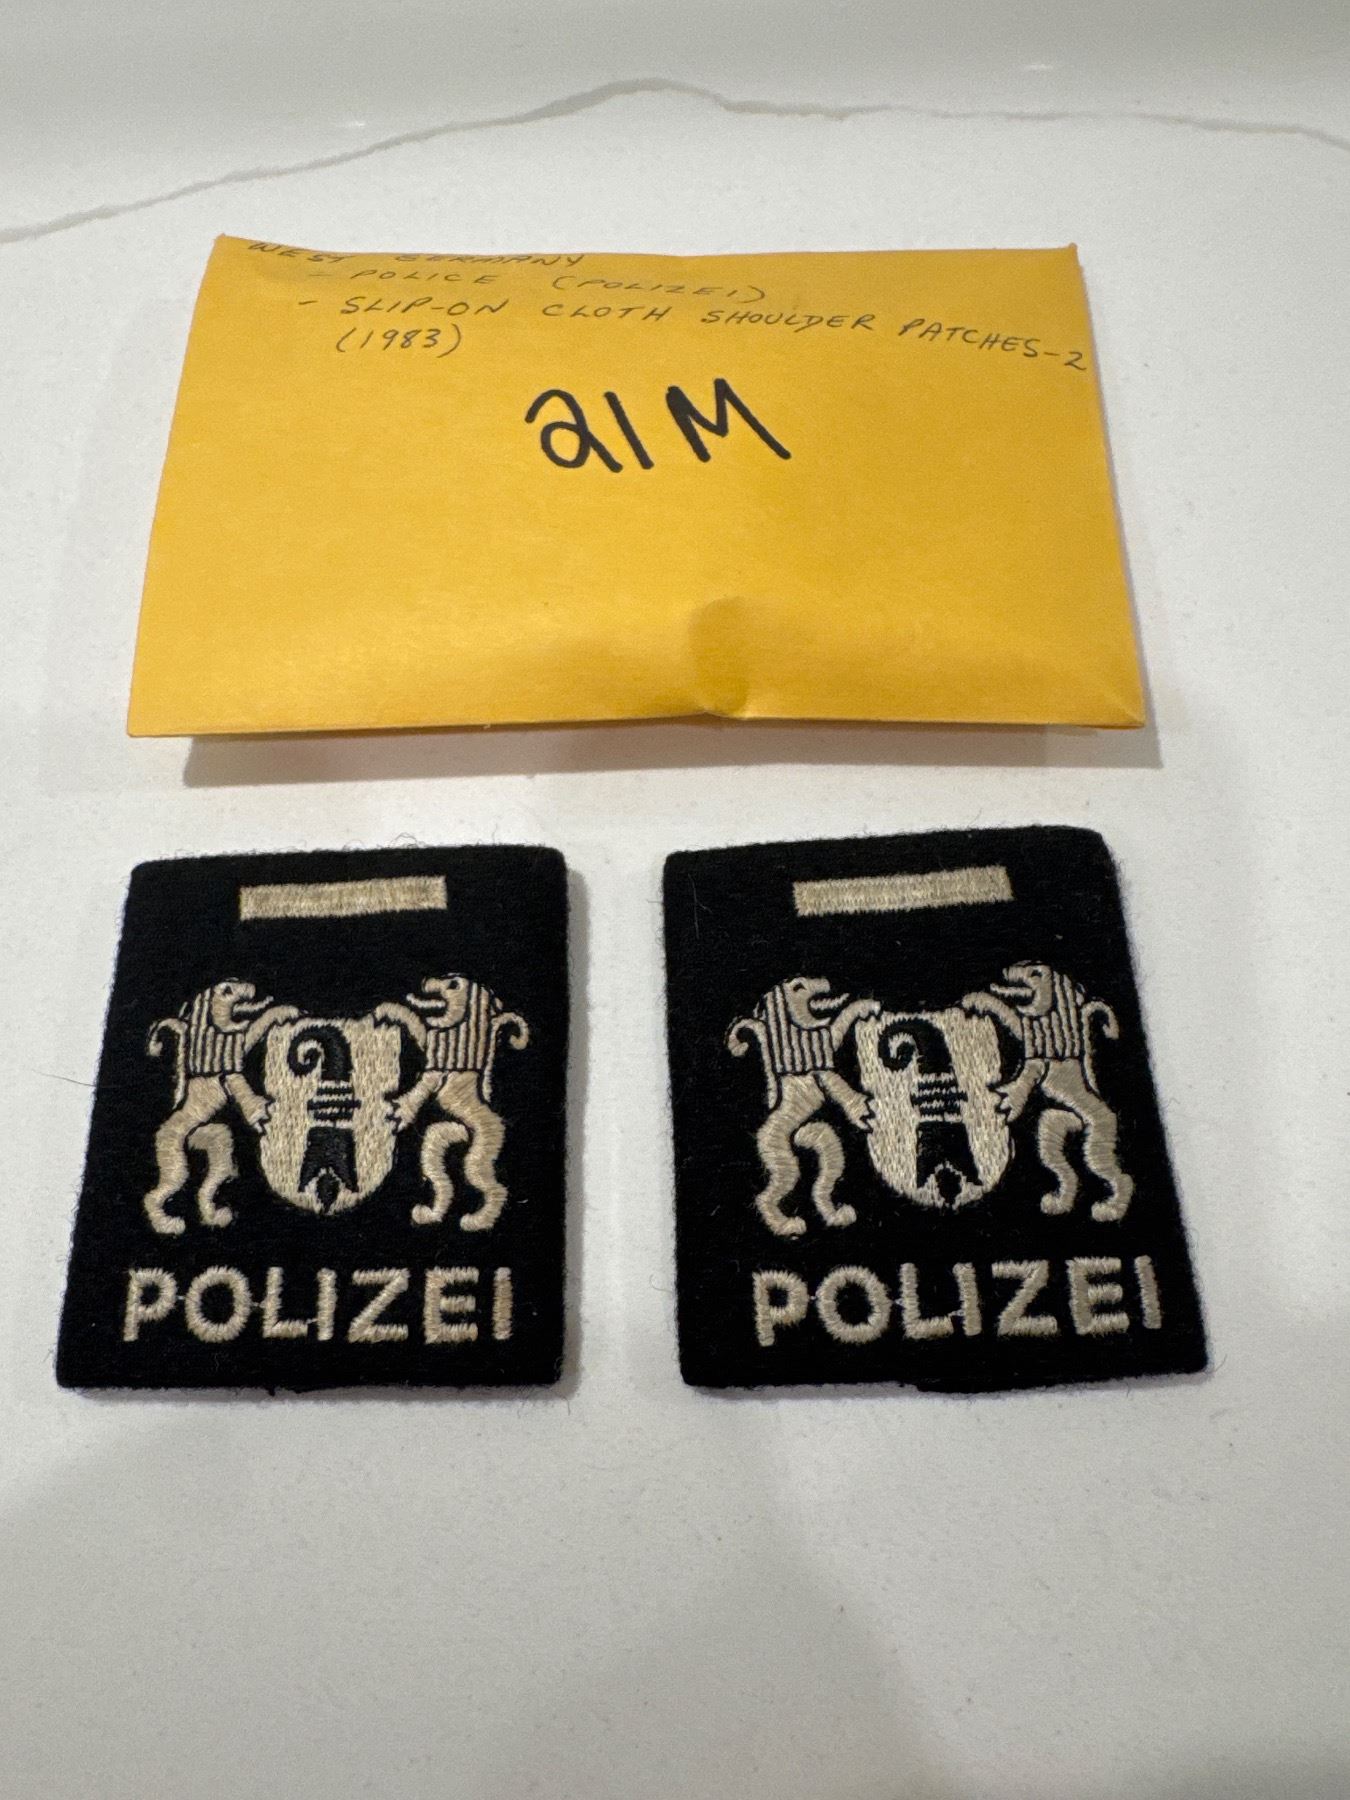 WEST GERMANY
- POLICE (POLIZEI)
- SLIP-ON CLOTH SHOULDER PATCHES-2
(1983)
21M
POLIZEI
POLIZEI